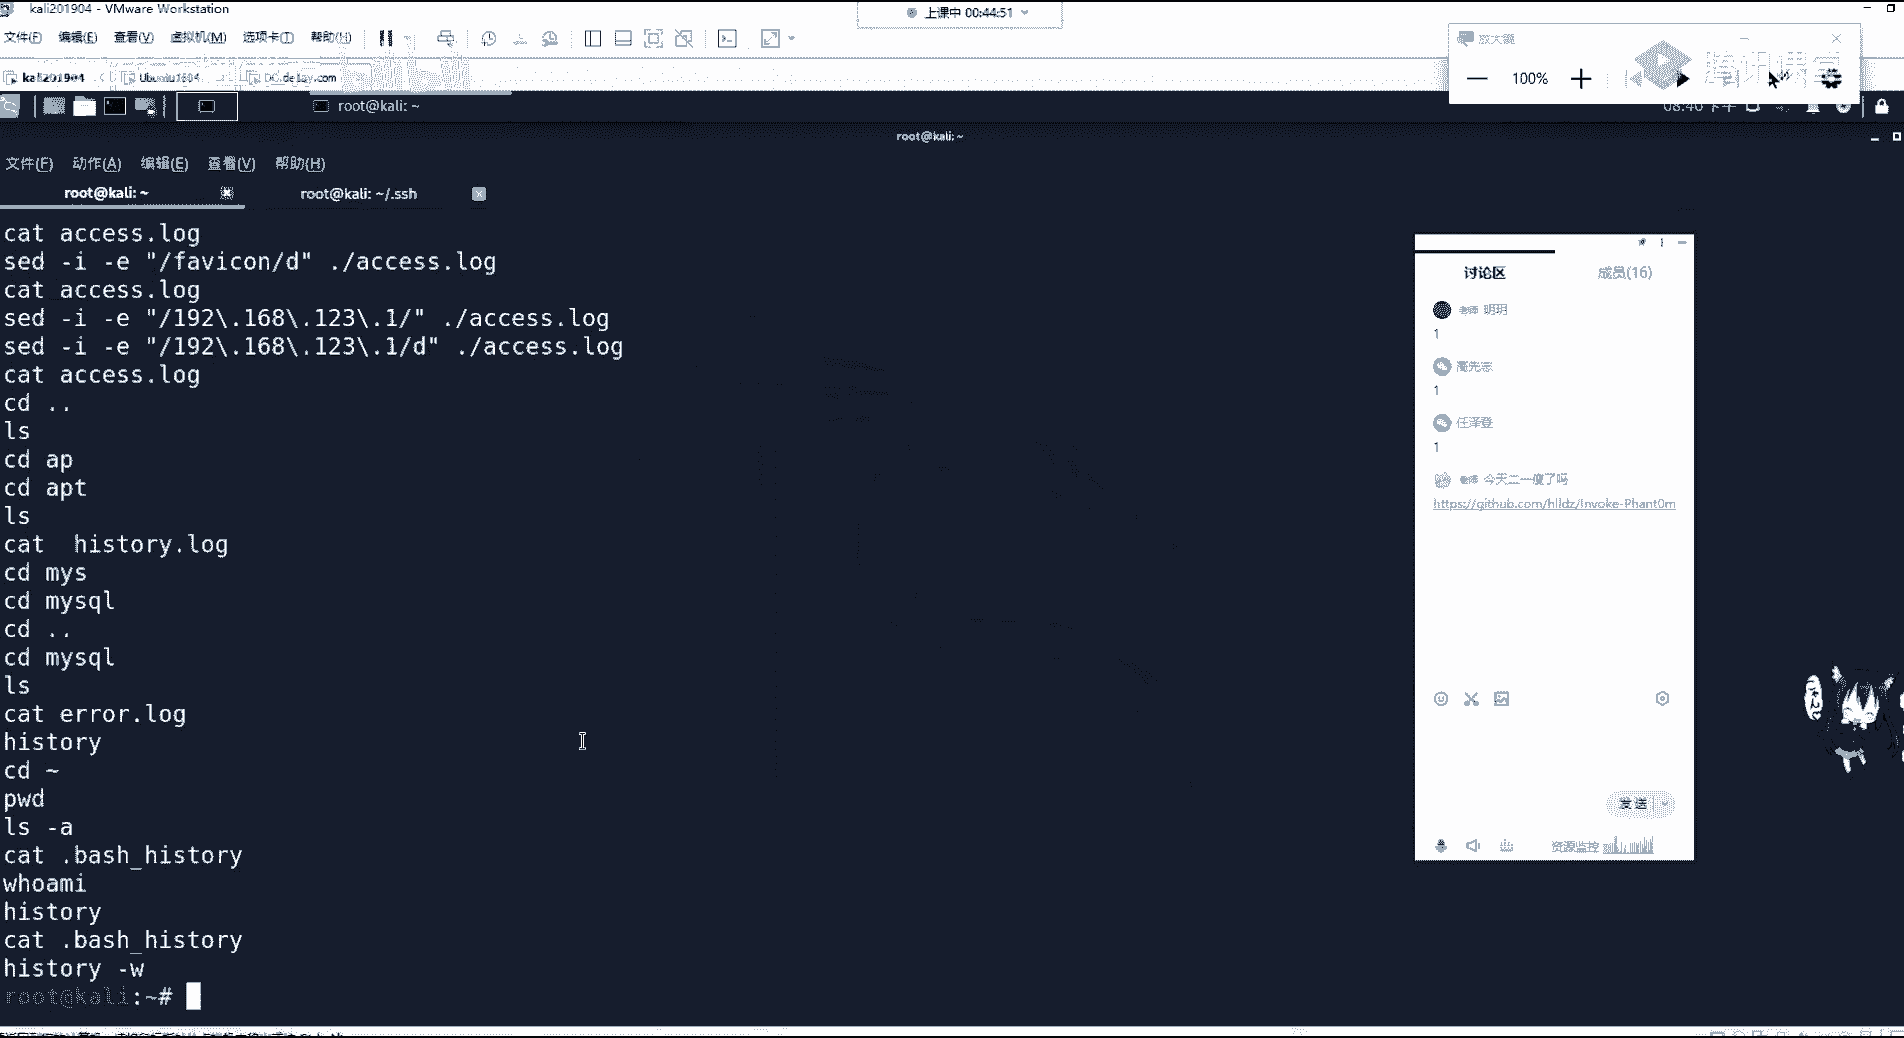 kali201904 - VMware Workstation
上课中 00:44:51
文件(F) 编辑(E) 查看(V) 虚拟机(M) 选项卡(T) 帮助(H)
放大镜
腾讯课堂
kali201904 Ubuntu1604
100%
root@kali: ~
root@kali: ~
文件(F) 动作(A) 编辑(E) 查看(V) 帮助(H)
root@kali: ~ root@kali: ~/.ssh
cat access.log
sed -i -e "/favicon/d" ./access.log
cat access.log
sed -i -e "/192\.168\.123\.1/" ./access.log
sed -i -e "/192\.168\.123\.1/d" ./access.log
cat access.log
cd ..
ls
cd ap
cd apt
ls
cat  history.log
cd mys
cd mysql
cd ..
cd mysql
ls
cat error.log
history
cd ~
pwd
ls -a
cat .bash_history
whoami
history
cat .bash_history
history -w
root@kali:~#
讨论区 成员(16)
老师 玥玥
1
高先志
1
任泽登
1
老师 今天二一度了吗
https://github.com/hlldz/Invoke-Phant0m
发送
资源监控